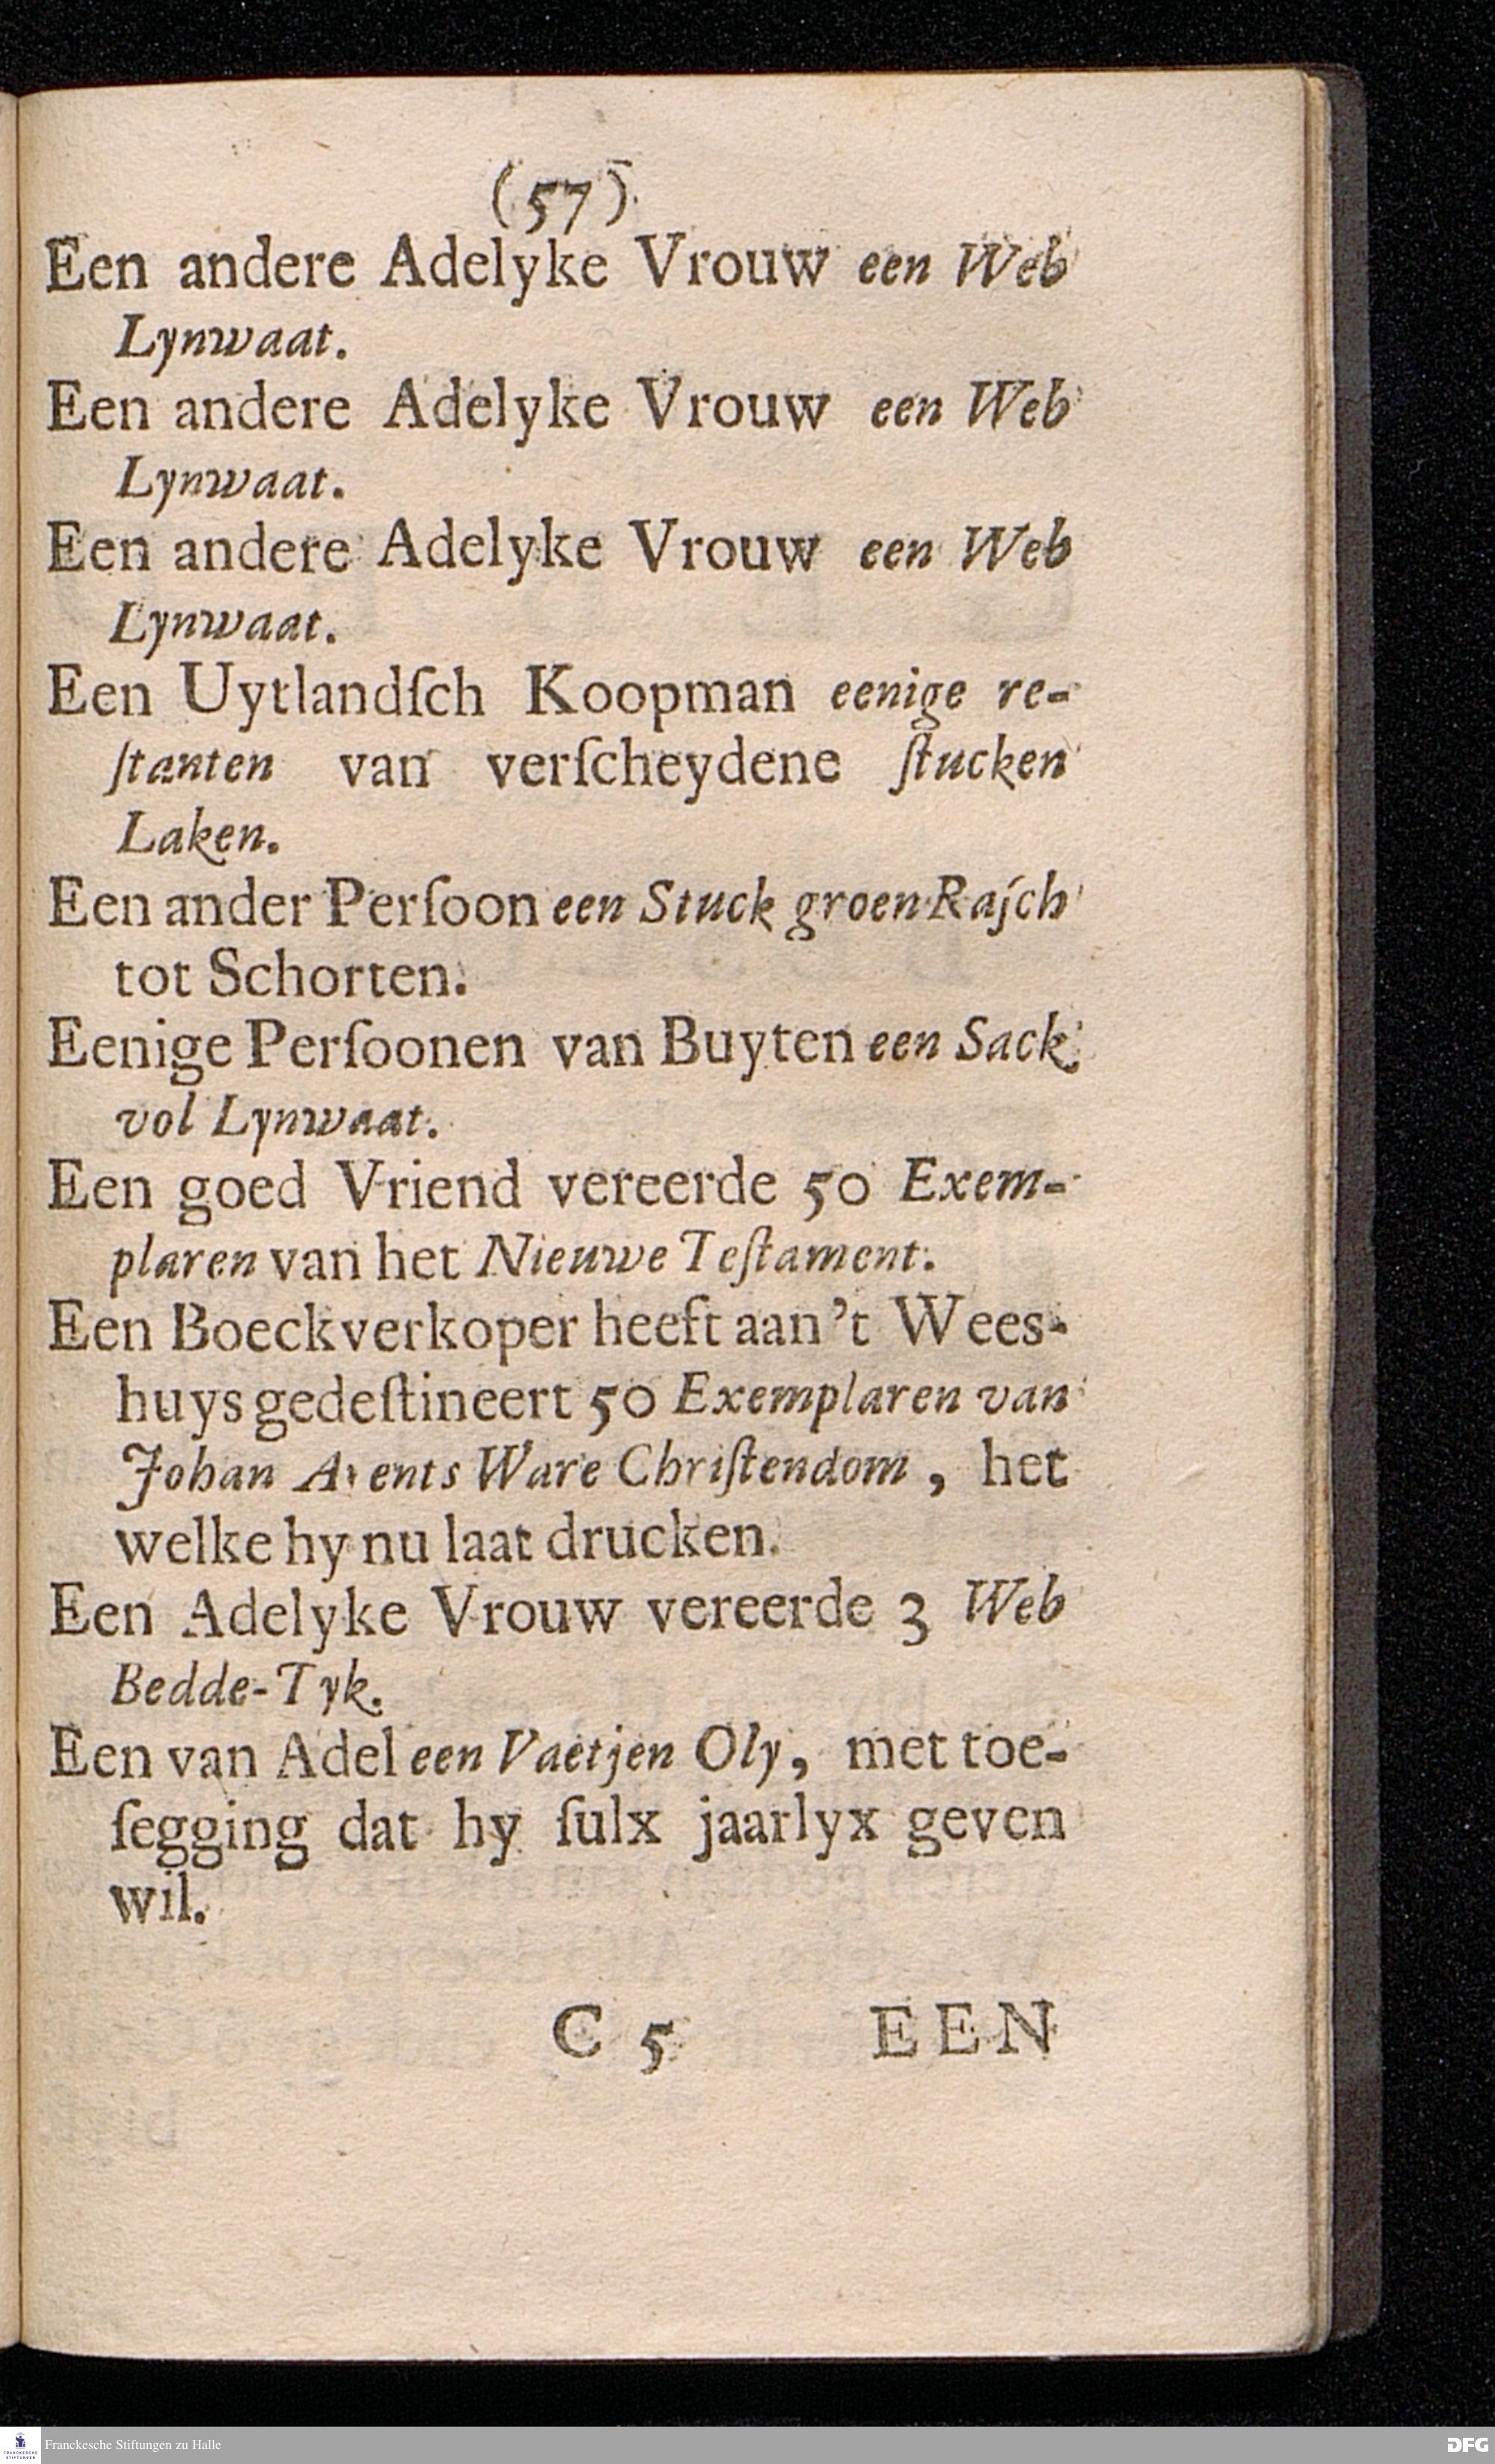 (57)
Een andere Adelyke Vrouw een Web
Lynwaat.
Een andere Adelyke Vrouw een Web
Lynwaat.
Een andere Adelyke Vrouw een Web
Lynwaat.
Een Uytlandſch Koopman eenige re-
ſtanten van verſcheydene ſtucken
Laken.
Een ander Perſoon een Stuck groen Raſch
tot Schorten.
Eenige Perſoonen van Buyten een Sack
vol Lynwaat.
Een goed Vriend vereerde 50 Exem-
plaren van het Nieuwe Teſtament.
Een Boeckverkoper heeft aan't Wees-
huys gedeſtineert 50 Exemplaren van
Johan Arents Ware Chriſtendom, het
welke hy nu laat drucken.
Een Adelyke Vrouw vereerde 3 Web
Bedde-Tyk.
Een van Adel een Vaetjen Oly, met toe-
ſegging dat hy ſulx jaarlyx geven
wil.
C 5 EEN
FRANCKESCHE STIFTUNGEN
Franckesche Stiftungen zu Halle
DFG